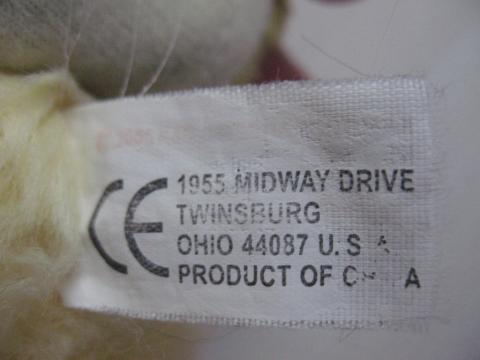 CE
1955 MIDWAY DRIVE
TWINSBURG
OHIO 44087 U.S
PRODUCT OF